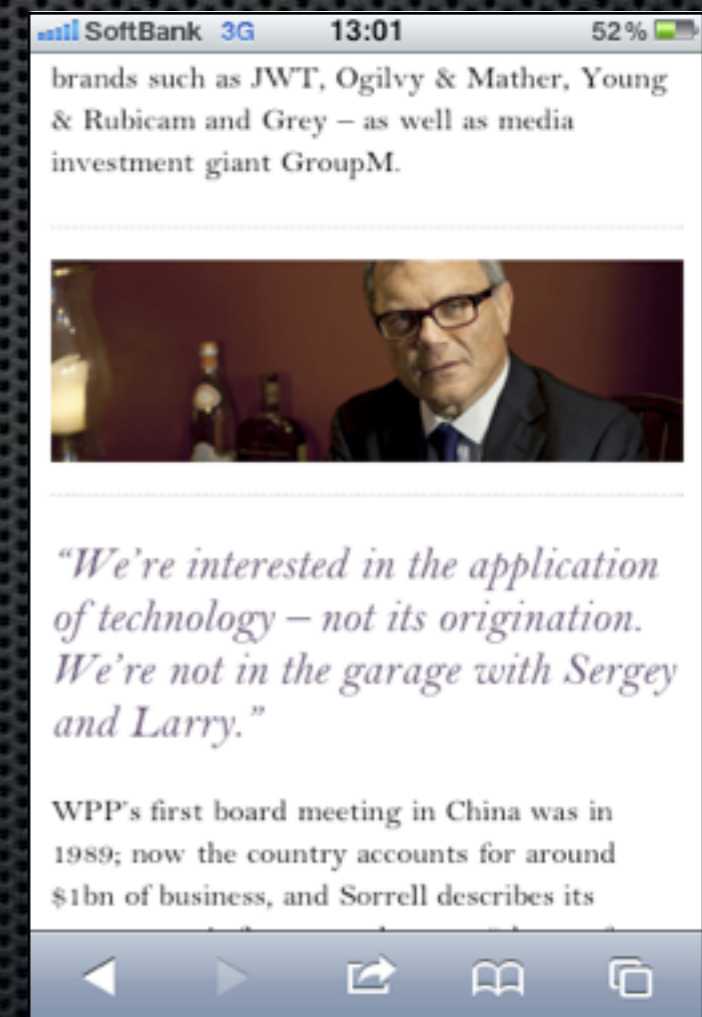 SoftBank 3G 13:01 52%
brands such as JWT, Ogilvy & Mather, Young
& Rubicam and Grey – as well as media
investment giant GroupM.
“We’re interested in the application
of technology – not its origination.
We’re not in the garage with Sergey
and Larry.”
WPP’s first board meeting in China was in
1989; now the country accounts for around
$1bn of business, and Sorrell describes its